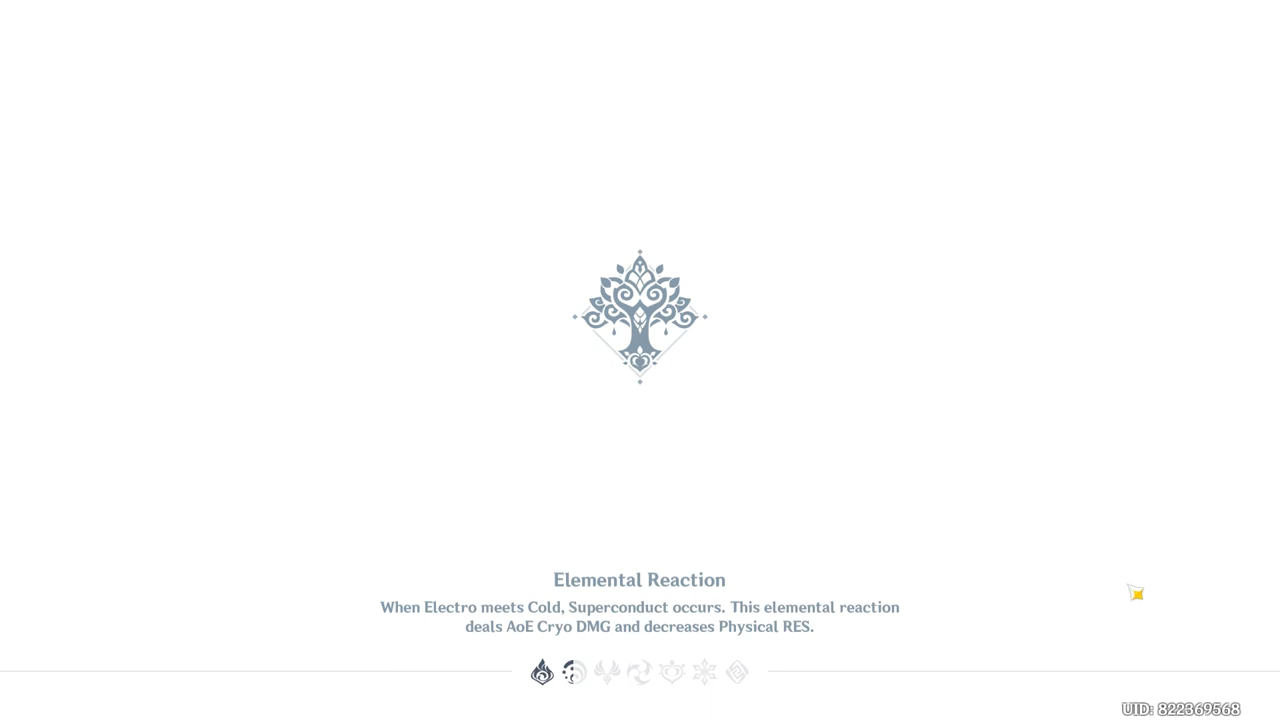 Elemental Reaction
When Electro meets Cold, Superconduct occurs. This elemental reaction
deals AoE Cryo DMG and decreases Physical RES.
UID: 822369568